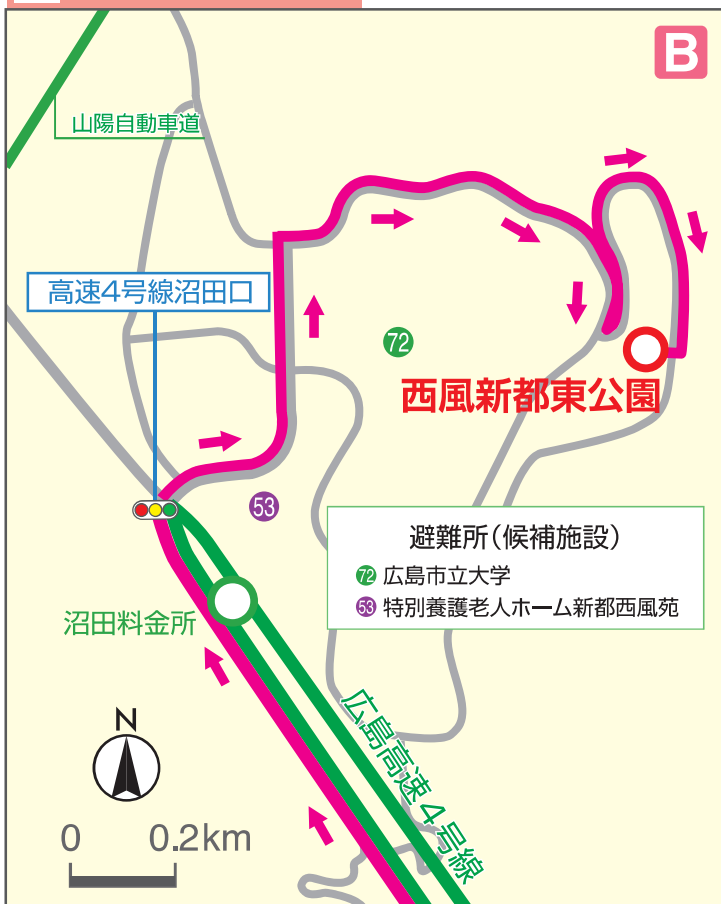 B
山陽自動車道
高速4号線沼田口
72
西風新都東公園
53
避難所（候補施設）
72 広島市立大学
53 特別養護老人ホーム新都西風苑
沼田料金所
広島高速4号線
N
0 0.2km